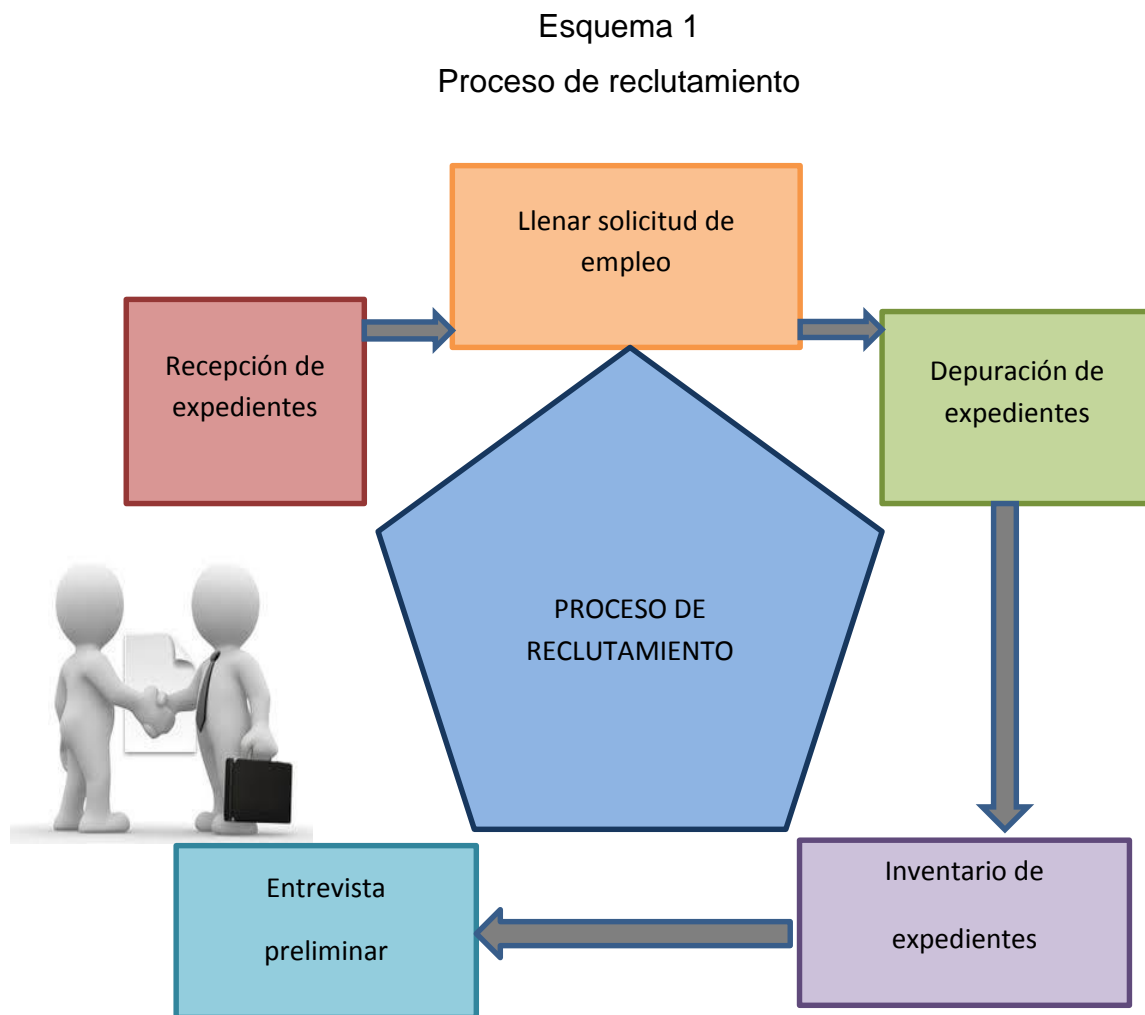 Esquema 1
Proceso de reclutamiento
Llenar solicitud de
empleo
Recepción de
expedientes
Depuración de
expedientes
PROCESO DE
RECLUTAMIENTO
Inventario de
expedientes
Entrevista
preliminar